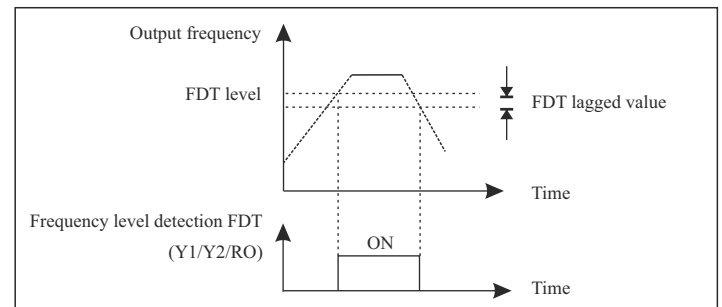 Output frequency
FDT level
FDT lagged value
Time
Frequency level detection FDT
(Y1/Y2/RO)
ON
Time